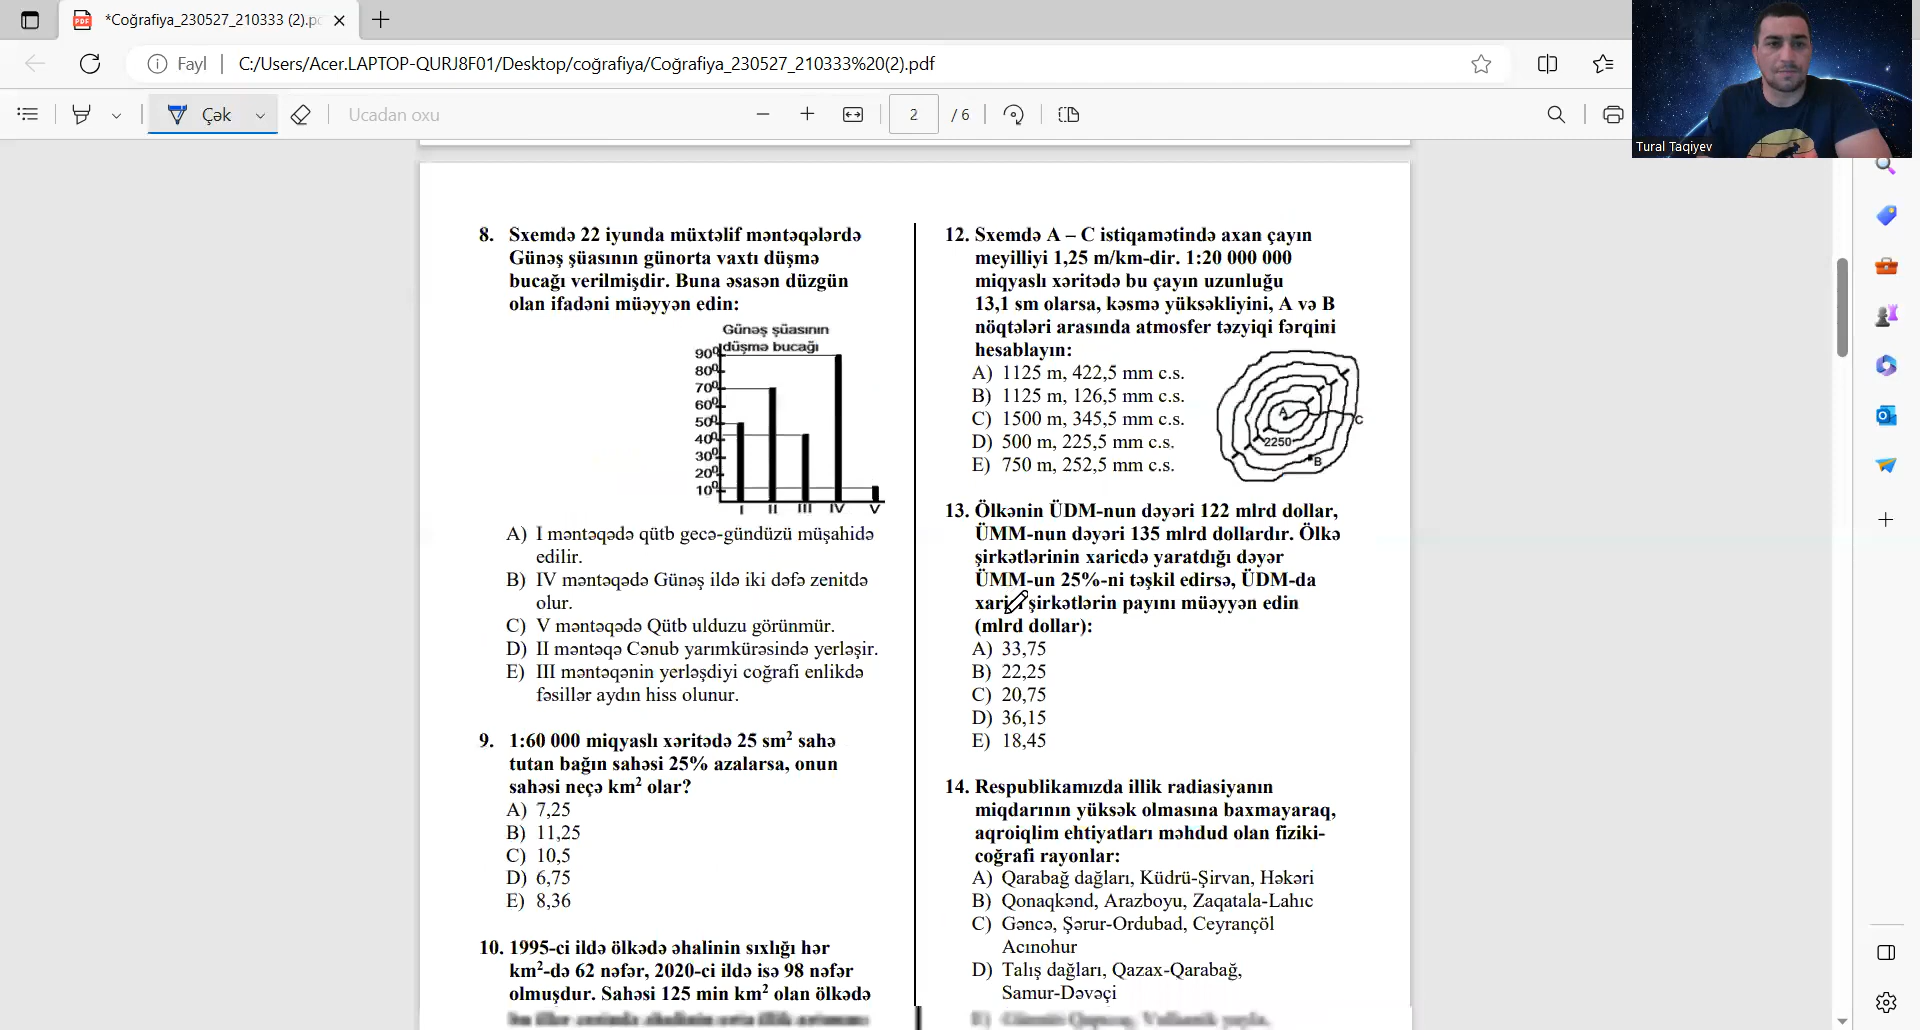 *Coğrafiya_230527_210333 (2).pd
Fayl
C:/Users/Acer.LAPTOP-QURJ8F01/Desktop/coğrafiya/Coğrafiya_230527_210333%20(2).pdf
Çək
Ucadan oxu
2 / 6
Tural Taqiyev
8. Sxemdə 22 iyunda müxtəlif məntəqələrdə
Günəş şüasının günorta vaxtı düşmə
bucağı verilmişdir. Buna əsasən düzgün
olan ifadəni müəyyən edin:
Günəş şüasının
düşmə bucağı
90⁰
80⁰
70⁰
60⁰
50⁰
40⁰
30⁰
20⁰
10⁰
I II III IV V
A) I məntəqədə qütb gecə-gündüzü müşahidə
edilir.
B) IV məntəqədə Günəş ildə iki dəfə zenitdə
olur.
C) V məntəqədə Qütb ulduzu görünmür.
D) II məntəqə Cənub yarımkürəsində yerləşir.
E) III məntəqənin yerləşdiyi coğrafi enlikdə
fəsillər aydın hiss olunur.
9. 1:60 000 miqyaslı xəritədə 25 sm² sahə
tutan bağın sahəsi 25% azalarsa, onun
sahəsi neçə km² olar?
A) 7,25
B) 11,25
C) 10,5
D) 6,75
E) 8,36
10. 1995-ci ildə ölkədə əhalinin sıxlığı hər
km²-də 62 nəfər, 2020-ci ildə isə 98 nəfər
olmuşdur. Sahəsi 125 min km² olan ölkədə
12. Sxemdə A – C istiqamətində axan çayın
meyilliyi 1,25 m/km-dir. 1:20 000 000
miqyaslı xəritədə bu çayın uzunluğu
13,1 sm olarsa, kəsmə yüksəkliyini, A və B
nöqtələri arasında atmosfer təzyiqi fərqini
hesablayın:
A) 1125 m, 422,5 mm c.s.
B) 1125 m, 126,5 mm c.s.
C) 1500 m, 345,5 mm c.s.
D) 500 m, 225,5 mm c.s.
E) 750 m, 252,5 mm c.s.
A
C
2250
B
13. Ölkənin ÜDM-nun dəyəri 122 mlrd dollar,
ÜMM-nun dəyəri 135 mlrd dollardır. Ölkə
şirkətlərinin xaricdə yaratdığı dəyər
ÜMM-un 25%-ni təşkil edirsə, ÜDM-da
şirkətlərin payını müəyyən edin
(mlrd dollar):
A) 33,75
B) 22,25
C) 20,75
D) 36,15
E) 18,45
14. Respublikamızda illik radiasiyanın
miqdarının yüksək olmasına baxmayaraq,
aqroiqlim ehtiyatları məhdud olan fiziki-
coğrafi rayonlar:
A) Qarabağ dağları, Küdrü-Şirvan, Həkəri
B) Qonaqkənd, Arazboyu, Zaqatala-Lahıc
C) Gəncə, Şərur-Ordubad, Ceyrançöl
Acınohur
D) Talış dağları, Qazax-Qarabağ,
Samur-Dəvəçi